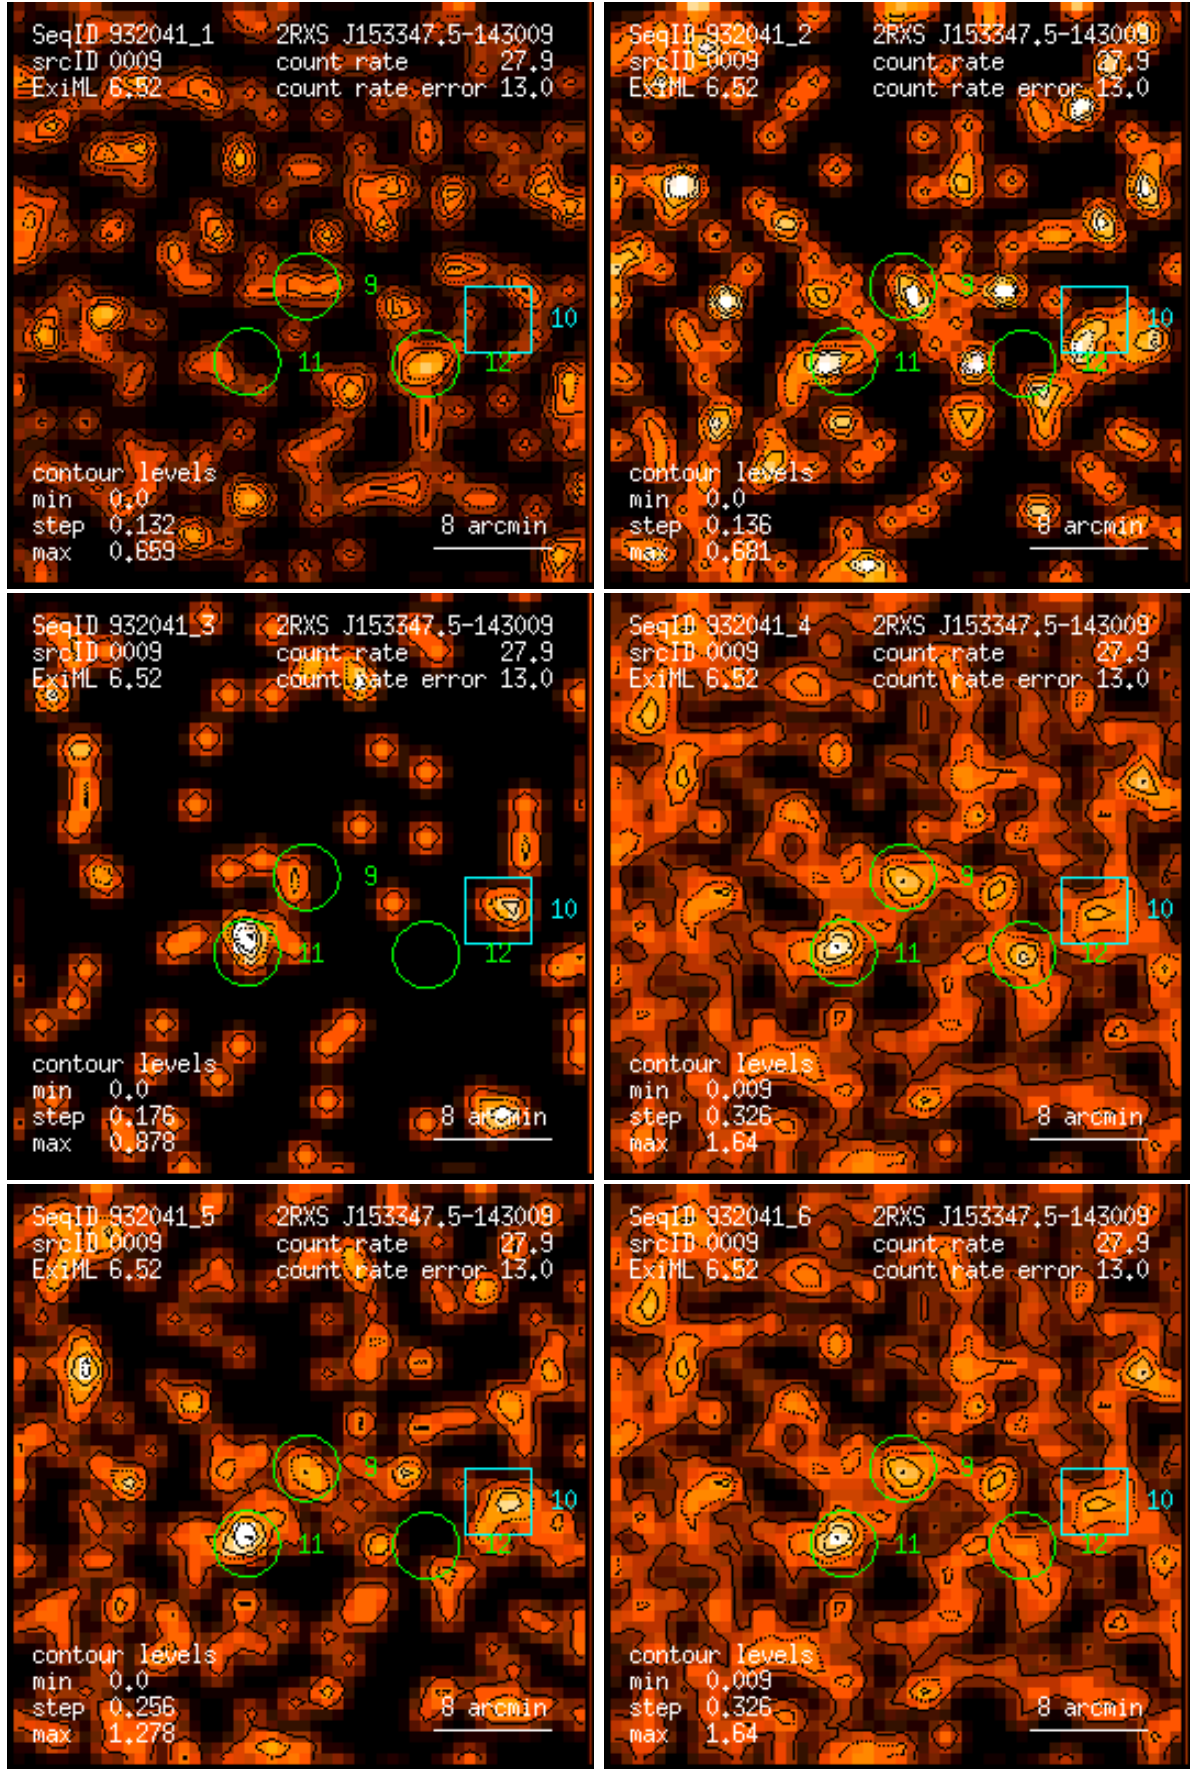 SeqID 932041_1 2RXS J153347.5-143009
srcID 0009 count rate 27.9
ExiML 6.52 count rate error 13.0
9
10
11 12
contour levels
min 0.0
step 0.132 8 arcmin
max 0.659
SeqID 932041_2 2RXS J153347.5-143009
srcID 0009 count rate 27.9
ExiML 6.52 count rate error 13.0
9
10
11 12
contour levels
min 0.0
step 0.136 8 arcmin
max 0.681
SeqID 932041_3 2RXS J153347.5-143009
srcID 0009 count rate 27.9
ExiML 6.52 count rate error 13.0
9
10
11 12
contour levels
min 0.0
step 0.176 8 arcmin
max 0.878
SeqID 932041_4 2RXS J153347.5-143009
srcID 0009 count rate 27.9
ExiML 6.52 count rate error 13.0
9
10
11 12
contour levels
min 0.009
step 0.326 8 arcmin
max 1.64
SeqID 932041_5 2RXS J153347.5-143009
srcID 0009 count rate 27.9
ExiML 6.52 count rate error 13.0
9
10
11 12
contour levels
min 0.0
step 0.256 8 arcmin
max 1.278
SeqID 932041_6 2RXS J153347.5-143009
srcID 0009 count rate 27.9
ExiML 6.52 count rate error 13.0
9
10
11 12
contour levels
min 0.009
step 0.326 8 arcmin
max 1.64